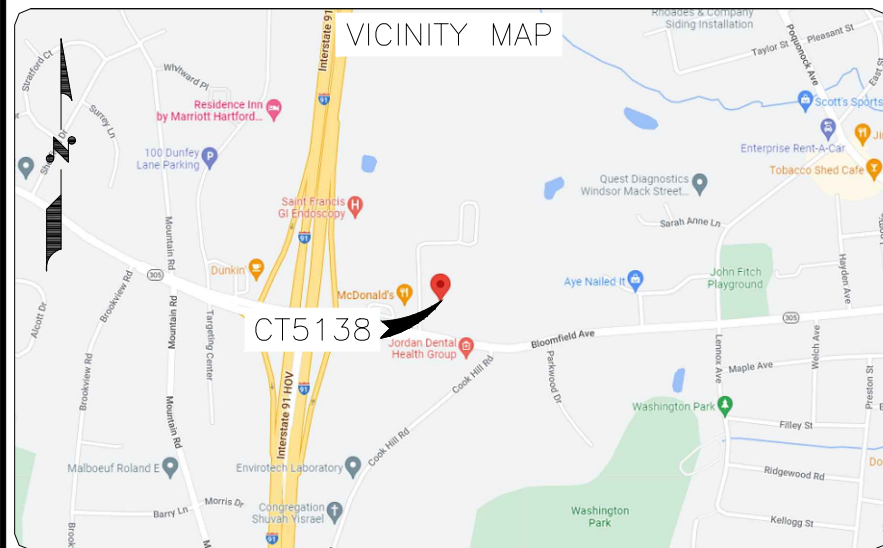 VICINITY MAP
Rhoades & Company
Siding Installation
Taylor St
Pleasant St
Poquonock Ave
East St
Stratford Ct
Interstate 91
91
Surrey Ln
Residence Inn
by Marriott Hartford...
Scott's Sports
Enterprise Rent-A-Car
Tobacco Shed Cafe
N
100 Dunfey
Lane Parking
Quest Diagnostics
Windsor Mack Street...
Saint Francis
GI Endoscopy
Sarah Anne Ln
Mountain Rd
91
305
Dunkin'
McDonald's
Aye Nailed It
John Fitch
Playground
Hayden Ave
Brookview Rd
Alcott Dr
Mountain Rd
Targeting Center
CT5138
Jordan Dental
Health Group
Bloomfield Ave
305
Cook Hill Rd
Parkwood Dr
Lennox Ave
Maple Ave
Welch Ave
Preston St
Brookview Rd
Interstate 91 HOV
91
Mountain Rd
Washington Park
Filley St
Cook Hill Rd
Malboeuf Roland E
Envirotech Laboratory
Ridgewood Rd
Morris Dr
Barry Ln
Congregation
Shuvah Yisrael
Washington
Park
Kellogg St
91